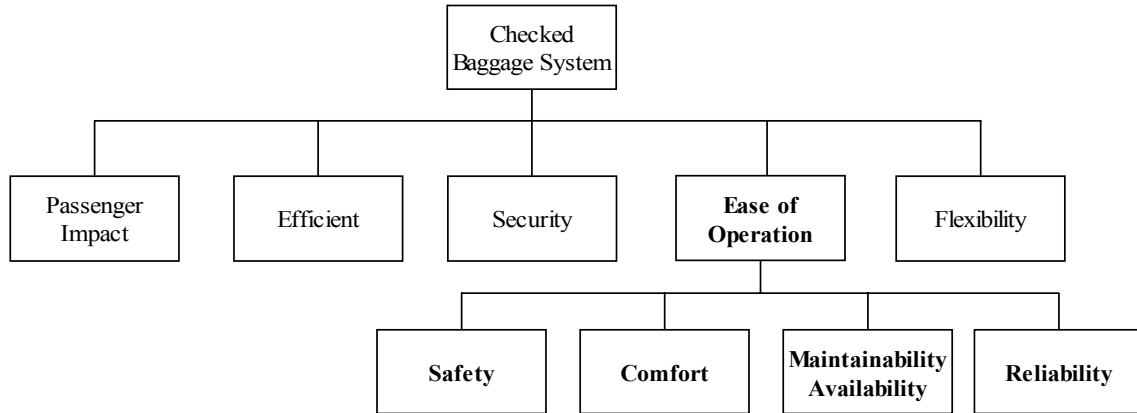 Checked
Baggage System
Passenger
Impact
Efficient
Security
Ease of
Operation
Flexibility
Safety
Comfort
Maintainability
Availability
Reliability